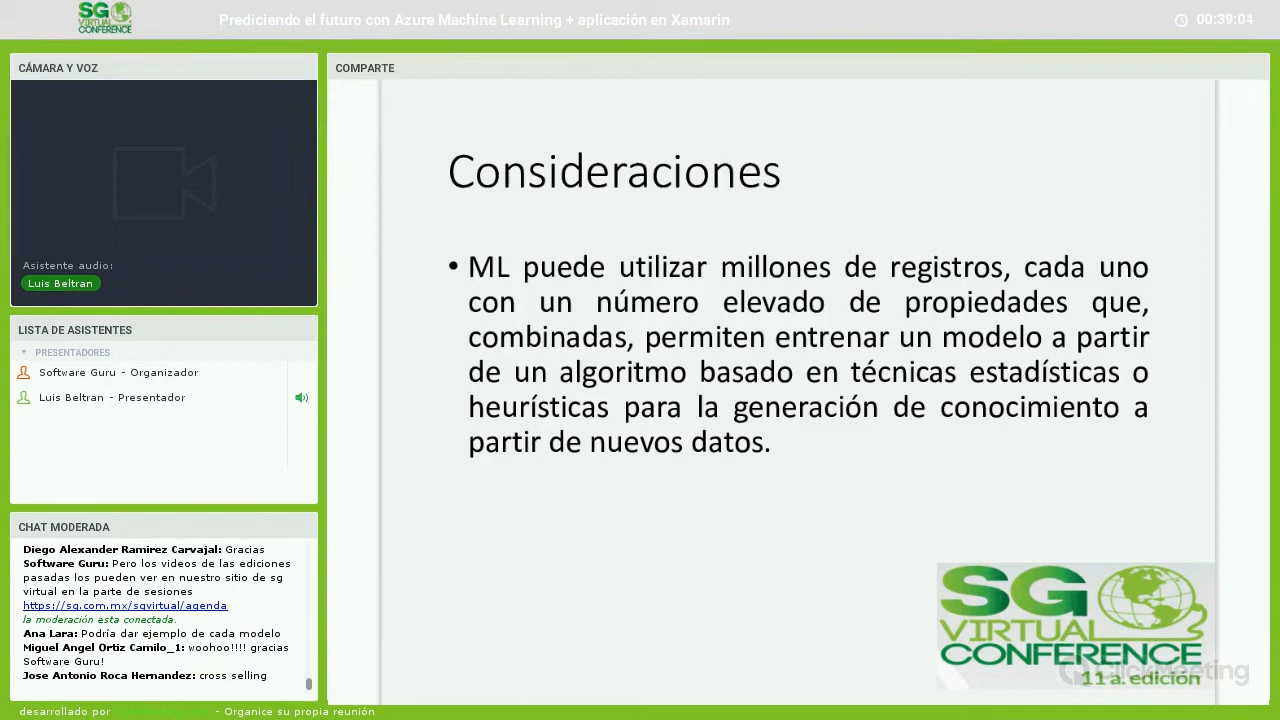 SG
VIRTUAL
CONFERENCE
Prediciendo el futuro con Azure Machine Learning + aplicación en Xamarin
00:39:04
CÁMARA Y VOZ
Asistente audio:
Luis Beltran
LISTA DE ASISTENTES
PRESENTADORES
Software Guru - Organizador
Luis Beltran - Presentador
CHAT MODERADA
Diego Alexander Ramirez Carvajal: Gracias
Software Guru: Pero los videos de las ediciones
pasadas los pueden ver en nuestro sitio de sg
virtual en la parte de sesiones
https://sg.com.mx/sgvirtual/agenda
la moderación esta conectada.
Ana Lara: Podría dar ejemplo de cada modelo
Miguel Angel Ortiz Camilo_1: woohoo!!!! gracias
Software Guru!
Jose Antonio Roca Hernandez: cross selling
desarrollado por
- Organice su propia reunión
COMPARTE
Consideraciones
• ML puede utilizar millones de registros, cada uno
con un número elevado de propiedades que,
combinadas, permiten entrenar un modelo a partir
de un algoritmo basado en técnicas estadísticas o
heurísticas para la generación de conocimiento a
partir de nuevos datos.
SG
VIRTUAL
CONFERENCE
11 a. edición
ClickMeeting